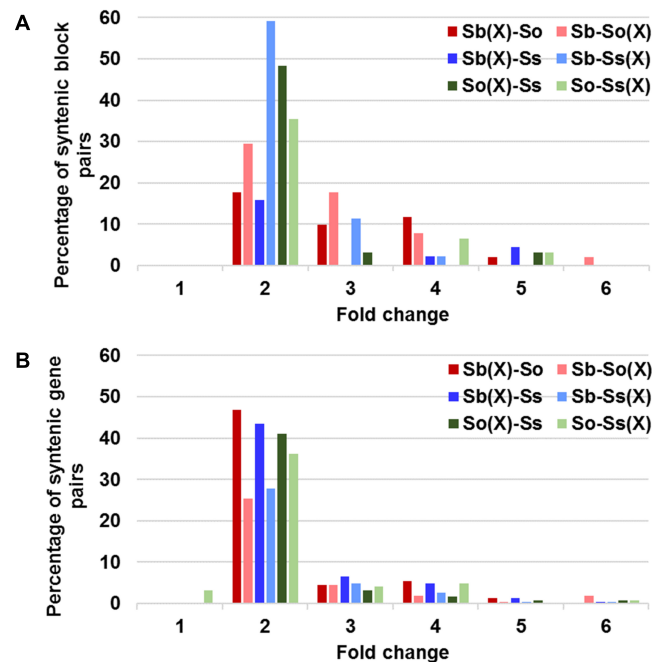 A
Percentage of syntenic block
pairs
60
50
40
30
20
10
0
Sb(X)-So Sb-So(X)
Sb(X)-Ss Sb-Ss(X)
So(X)-Ss So-Ss(X)
1 2 3 4 5 6
Fold change
B
Percentage of syntenic gene
pairs
60
50
40
30
20
10
0
Sb(X)-So Sb-So(X)
Sb(X)-Ss Sb-Ss(X)
So(X)-Ss So-Ss(X)
1 2 3 4 5 6
Fold change